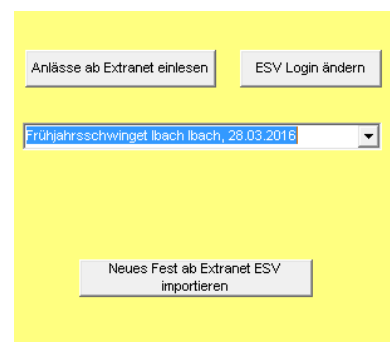 Anlässe ab Extranet einlesen
ESV Login ändern
Frühjahrsschwinget Ibach Ibach, 28.03.2016
Neues Fest ab Extranet ESV
importieren